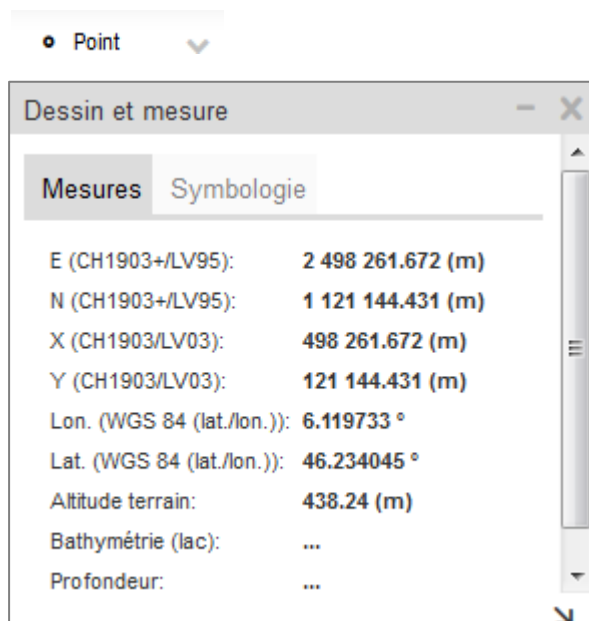 Point
Dessin et mesure
Mesures Symbologie
E (CH1903+/LV95): 2 498 261.672 (m)
N (CH1903+/LV95): 1 121 144.431 (m)
X (CH1903/LV03): 498 261.672 (m)
Y (CH1903/LV03): 121 144.431 (m)
Lon. (WGS 84 (lat./lon.)): 6.119733 °
Lat. (WGS 84 (lat./lon.)): 46.234045 °
Altitude terrain: 438.24 (m)
Bathymétrie (lac): ...
Profondeur: ...